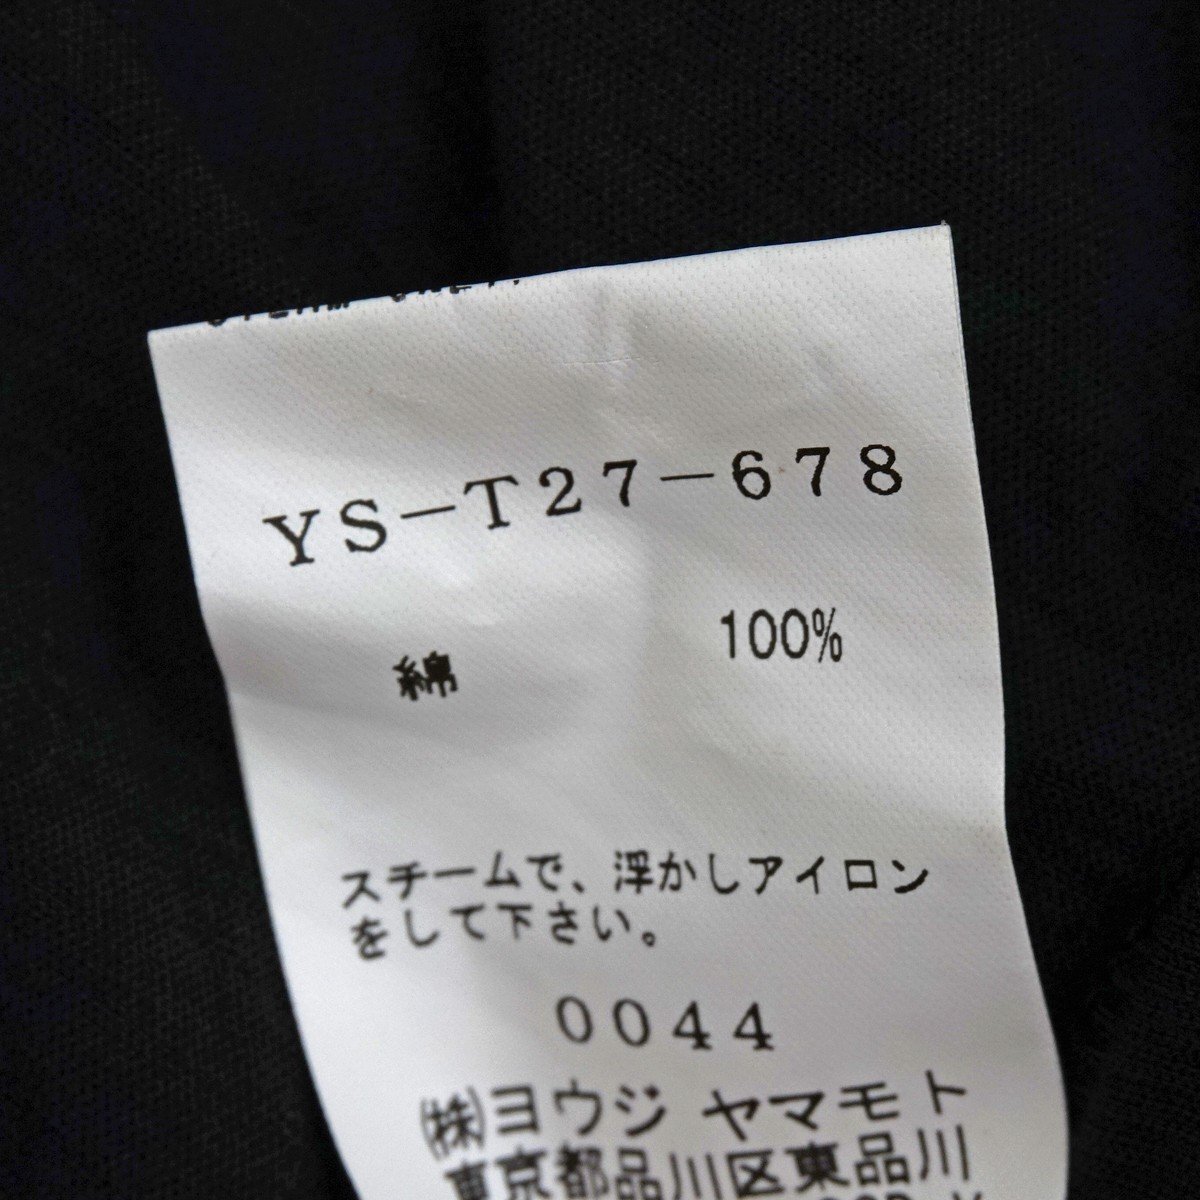 YS-T27-678
綿 100%
スチームで、浮かしアイロン
をして下さい。
0044
㈱ヨウジ ヤマモト
東京都品川区東品川